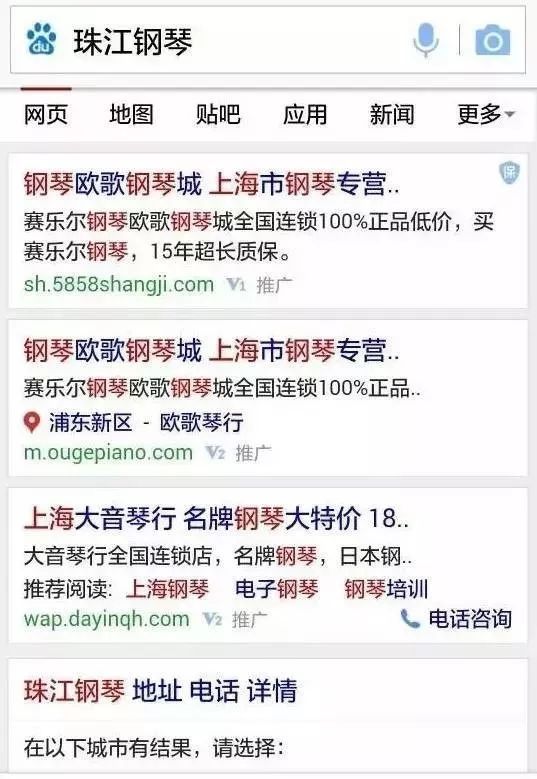 du 珠江钢琴
网页 地图 贴吧 应用 新闻 更多
钢琴欧歌钢琴城 上海市钢琴专营..
保
赛乐尔钢琴欧歌钢琴城全国连锁100%正品低价，买
赛乐尔钢琴，15年超长质保。
sh.5858shangji.com V1 推广
钢琴欧歌钢琴城 上海市钢琴专营..
赛乐尔钢琴欧歌钢琴城全国连锁100%正品..
浦东新区 - 欧歌琴行
m.ougepiano.com V2 推广
上海大音琴行 名牌钢琴大特价 18..
大音琴行全国连锁店，名牌钢琴，日本钢..
推荐阅读: 上海钢琴 电子钢琴 钢琴培训
wap.dayinqh.com V2 推广 电话咨询
珠江钢琴 地址 电话 详情
在以下城市有结果，请选择：